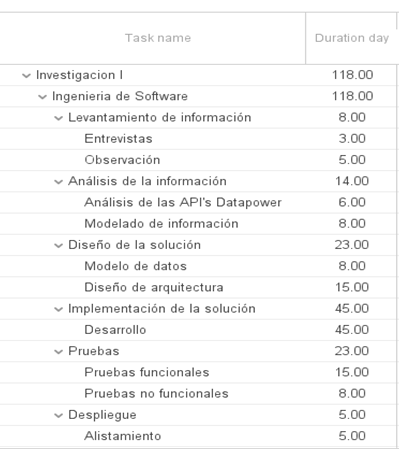 Task name Duration day
Investigacion I 118.00
Ingenieria de Software 118.00
Levantamiento de información 8.00
Entrevistas 3.00
Observación 5.00
Análisis de la información 14.00
Análisis de las API's Datapower 6.00
Modelado de información 8.00
Diseño de la solución 23.00
Modelo de datos 8.00
Diseño de arquitectura 15.00
Implementación de la solución 45.00
Desarrollo 45.00
Pruebas 23.00
Pruebas funcionales 15.00
Pruebas no funcionales 8.00
Despliegue 5.00
Alistamiento 5.00